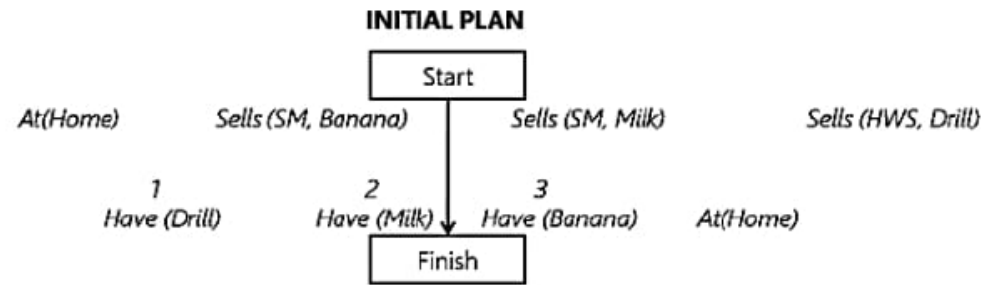 INITIAL PLAN
Start
At(Home) Sells (SM, Banana) Sells (SM, Milk) Sells (HWS, Drill)
1 2 3
Have (Drill) Have (Milk) Have (Banana) At(Home)
Finish